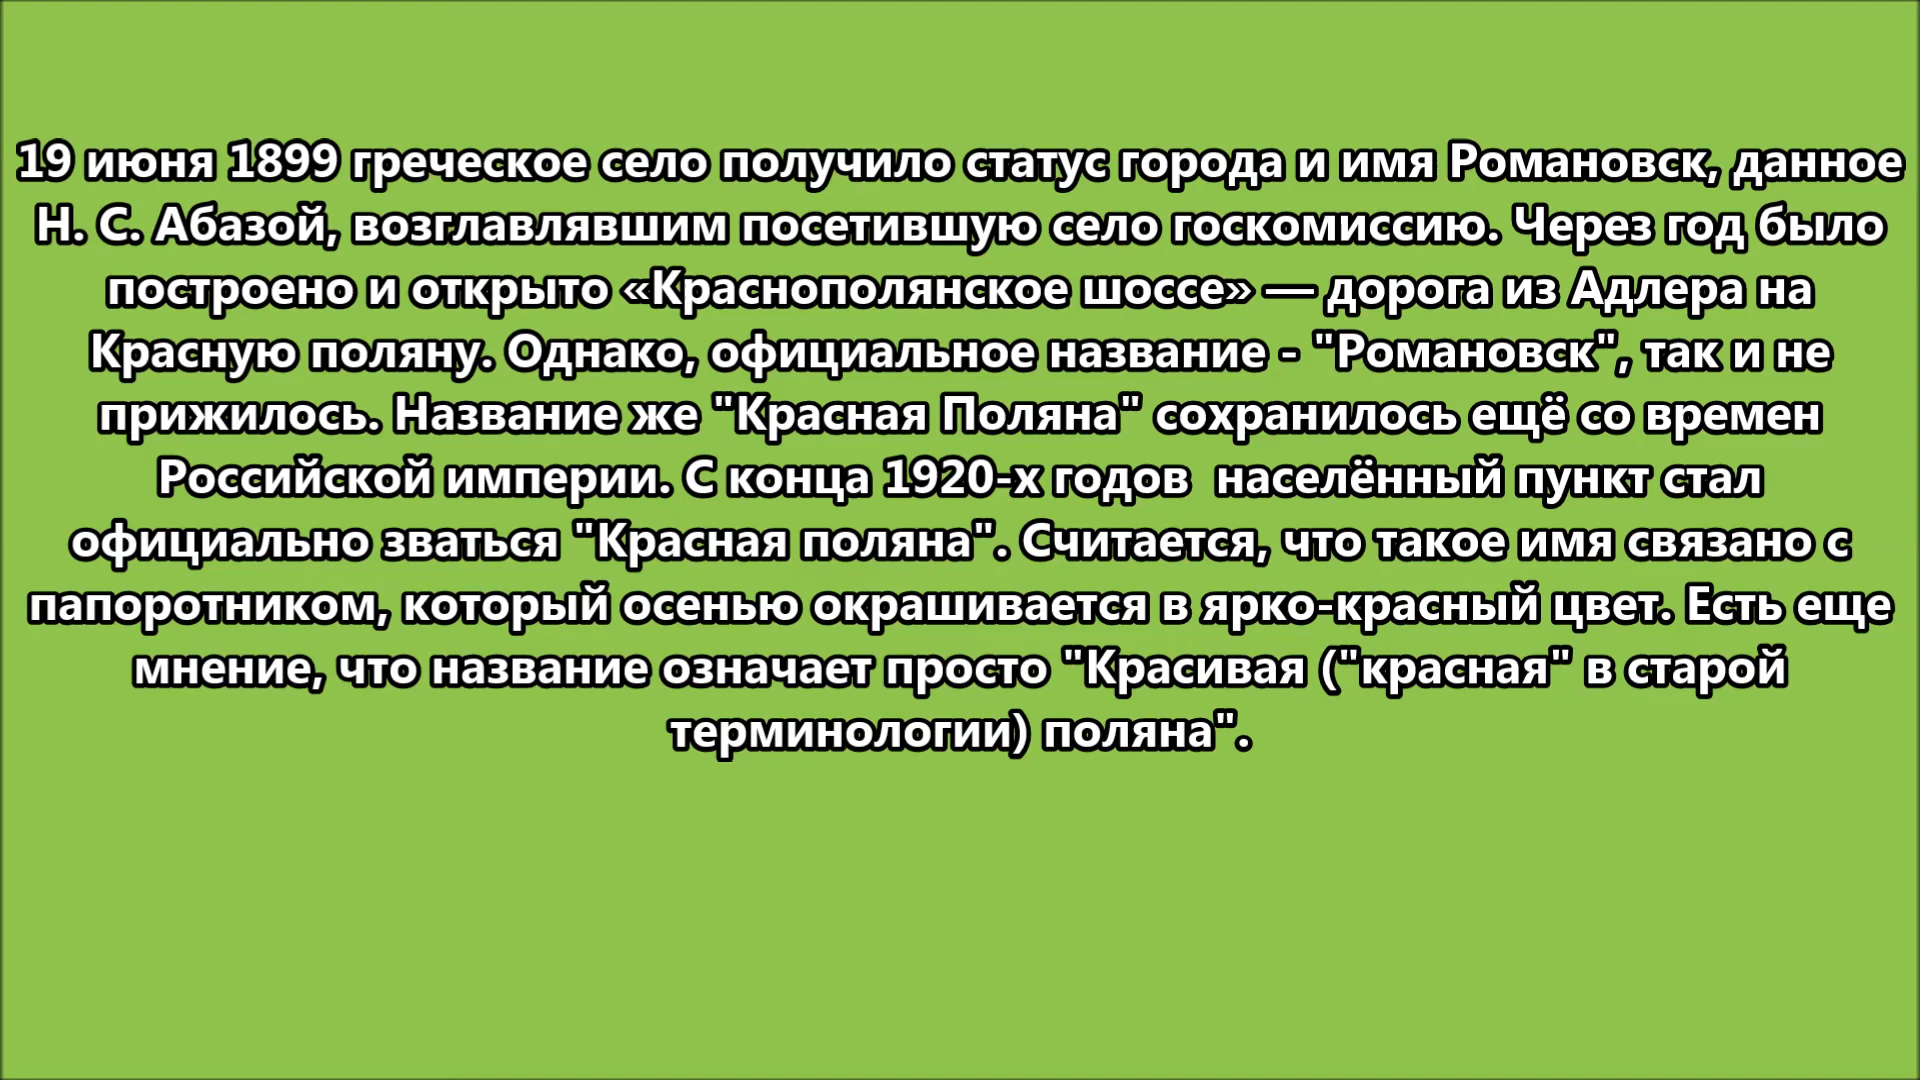 19 июня 1899 греческое село получило статус города и имя Романовск, данное
Н. С. Абазой, возглавлявшим посетившую село госкомиссию. Через год было
построено и открыто «Краснополянское шоссе» — дорога из Адлера на
Красную поляну. Однако, официальное название - "Романовск", так и не
прижилось. Название же "Красная Поляна" сохранилось ещё со времен
Российской империи. С конца 1920-х годов  населённый пункт стал
официально зваться "Красная поляна". Считается, что такое имя связано с
папоротником, который осенью окрашивается в ярко-красный цвет. Есть еще
мнение, что название означает просто "Красивая ("красная" в старой
терминологии) поляна".